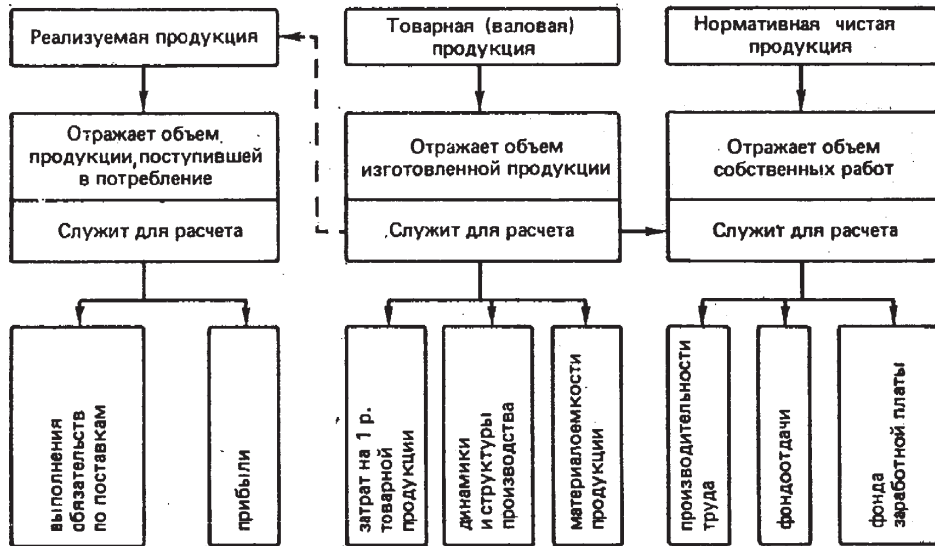 Реализуемая продукция
Товарная (валовая)
продукция
Нормативная чистая
продукция
Отражает объем
продукции, поступившей
в потребление
Служит для расчета
Отражает объем
изготовленной продукции
Служит для расчета
Отражает объем
собственных работ
Служит для расчета
выполнения
обязательств
по поставкам
прибыли
затрат на 1 р.
товарной
продукции
динамики
и структуры
производства
материалоемкости
продукции
производительности
труда
фондоотдачи
фонда
заработной платы